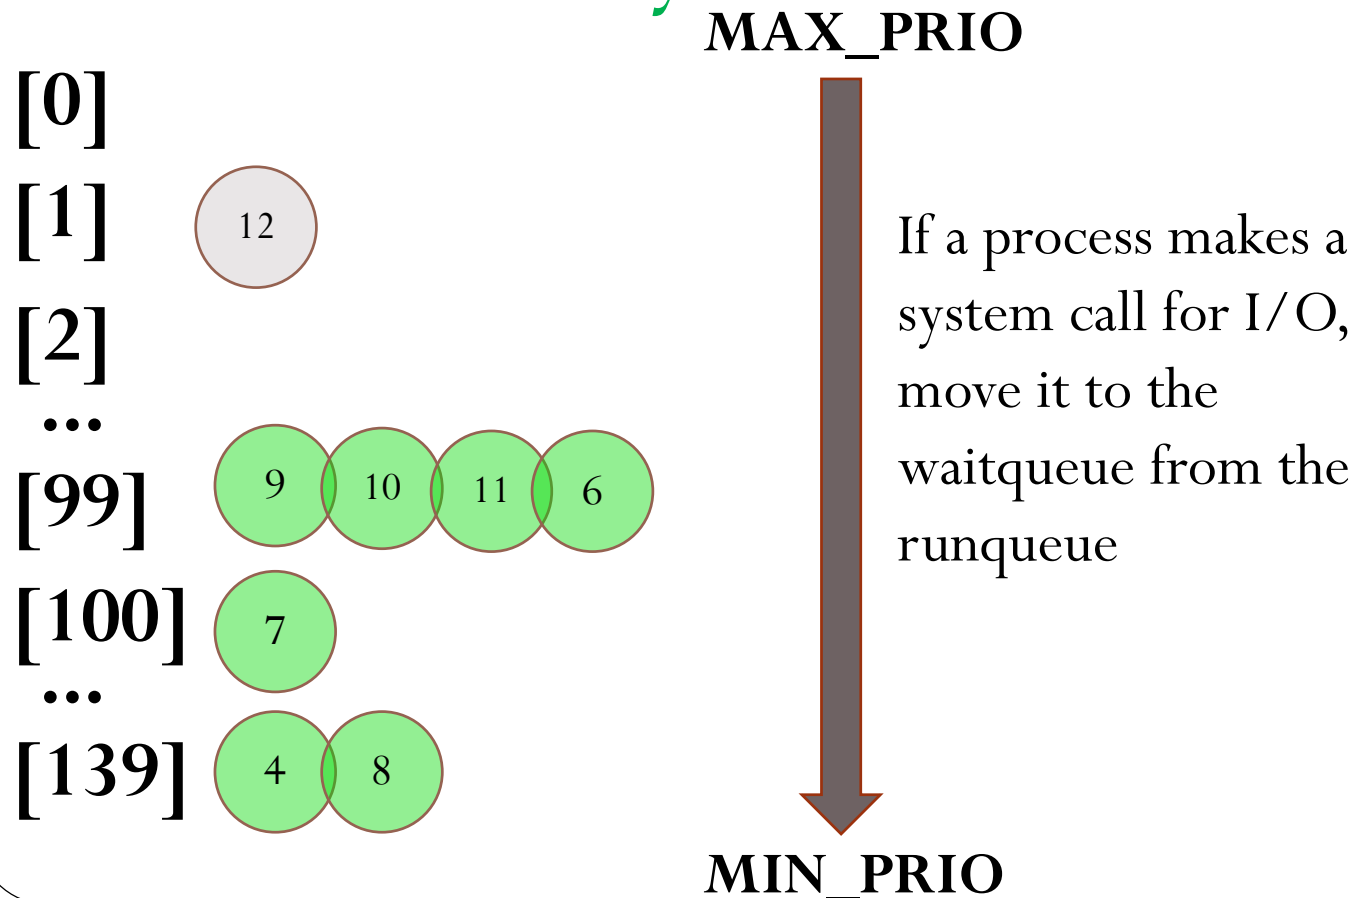 MAX_PRIO
[0]
[1]
12
[2]
...
[99]
9 10 11 6
[100]
7
...
[139]
4 8
If a process makes a
system call for I/O,
move it to the
waitqueue from the
runqueue
MIN_PRIO